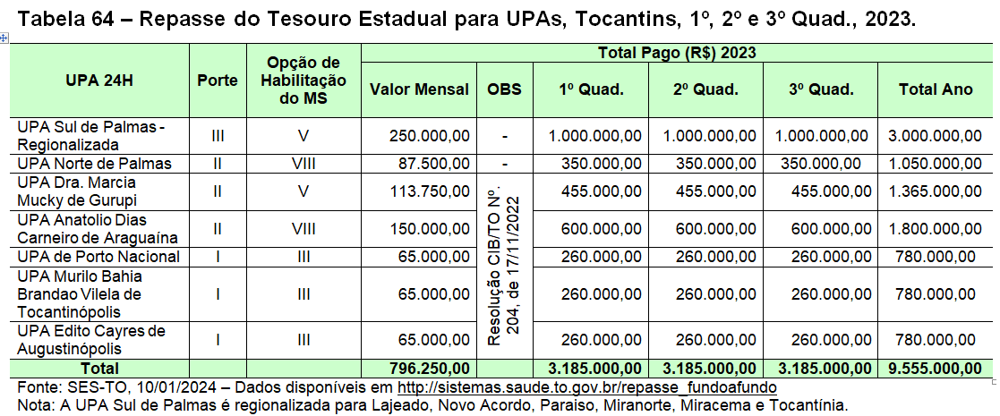 Tabela 64 – Repasse do Tesouro Estadual para UPAs, Tocantins, 1º, 2º e 3º Quad., 2023.
UPA 24H Porte Opção de Habilitação do MS Total Pago (R$) 2023
Valor Mensal OBS 1º Quad. 2º Quad. 3º Quad. Total Ano
UPA Sul de Palmas -
Regionalizada III V 250.000,00 - 1.000.000,00 1.000.000,00 1.000.000,00 3.000.000,00
UPA Norte de Palmas II VIII 87.500,00 - 350.000,00 350.000,00 350.000,00 1.050.000,00
UPA Dra. Marcia
Mucky de Gurupi II V 113.750,00 455.000,00 455.000,00 455.000,00 1.365.000,00
UPA Anatolio Dias
Carneiro de Araguaína II VIII 150.000,00 600.000,00 600.000,00 600.000,00 1.800.000,00
UPA de Porto Nacional I III 65.000,00 260.000,00 260.000,00 260.000,00 780.000,00
UPA Murilo Bahia
Brandao Vilela de
Tocantinópolis I III 65.000,00 260.000,00 260.000,00 260.000,00 780.000,00
UPA Edito Cayres de
Augustinópolis I III 65.000,00 260.000,00 260.000,00 260.000,00 780.000,00
Resolução CIB/TO Nº.
204, de 17/11/2022
Total 796.250,00 3.185.000,00 3.185.000,00 3.185.000,00 9.555.000,00
Fonte: SES-TO, 10/01/2024 – Dados disponíveis em http://sistemas.saude.to.gov.br/repasse_fundoafundo
Nota: A UPA Sul de Palmas é regionalizada para Lajeado, Novo Acordo, Paraiso, Miranorte, Miracema e Tocantínia.